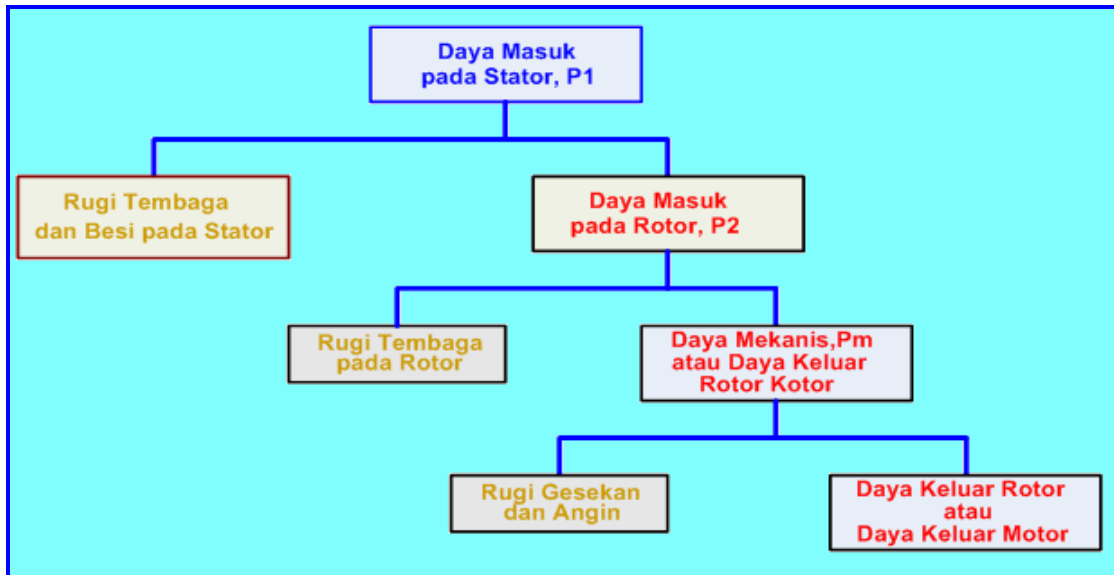 Daya Masuk
pada Stator, P1
Rugi Tembaga
dan Besi pada Stator
Daya Masuk
pada Rotor, P2
Rugi Tembaga
pada Rotor
Daya Mekanis,Pm
atau Daya Keluar
Rotor Kotor
Rugi Gesekan
dan Angin
Daya Keluar Rotor
atau
Daya Keluar Motor